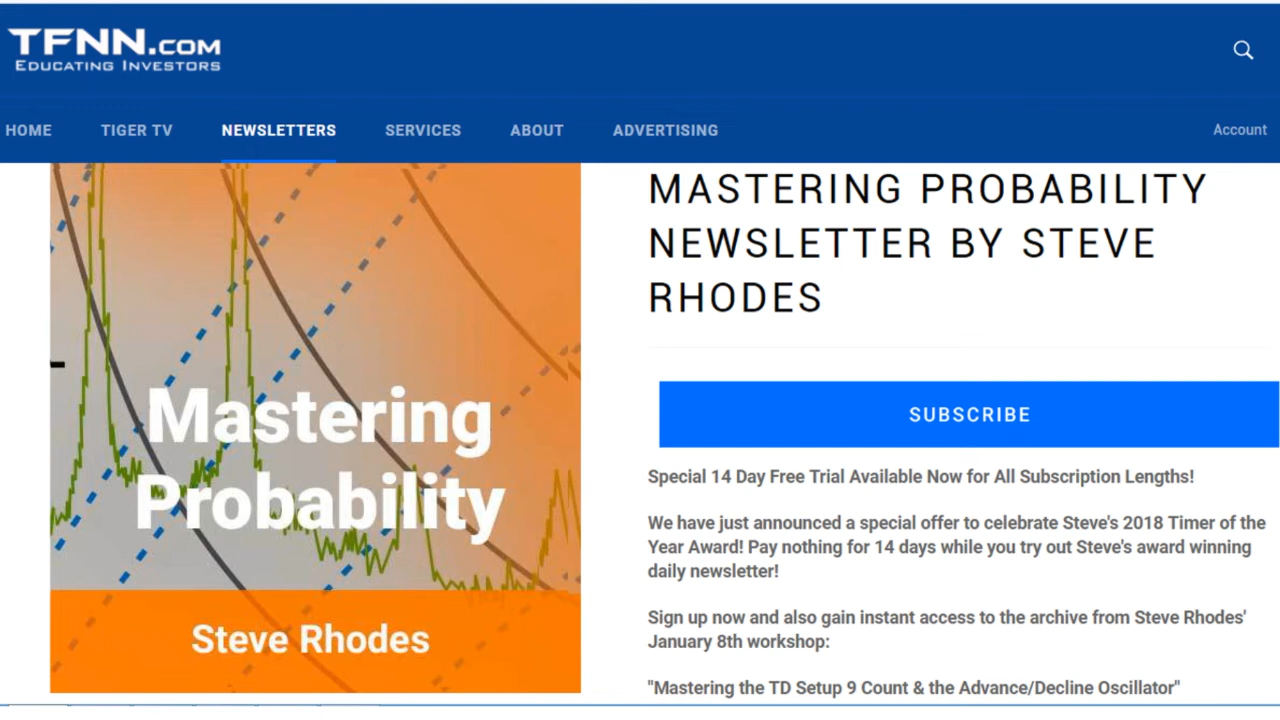 TFNN.COM
EDUCATING INVESTORS
HOME TIGER TV NEWSLETTERS SERVICES ABOUT ADVERTISING Account
Mastering
Probability
Steve Rhodes
MASTERING PROBABILITY
NEWSLETTER BY STEVE
RHODES
SUBSCRIBE
Special 14 Day Free Trial Available Now for All Subscription Lengths!
We have just announced a special offer to celebrate Steve's 2018 Timer of the
Year Award! Pay nothing for 14 days while you try out Steve's award winning
daily newsletter!
Sign up now and also gain instant access to the archive from Steve Rhodes'
January 8th workshop:
"Mastering the TD Setup 9 Count & the Advance/Decline Oscillator"